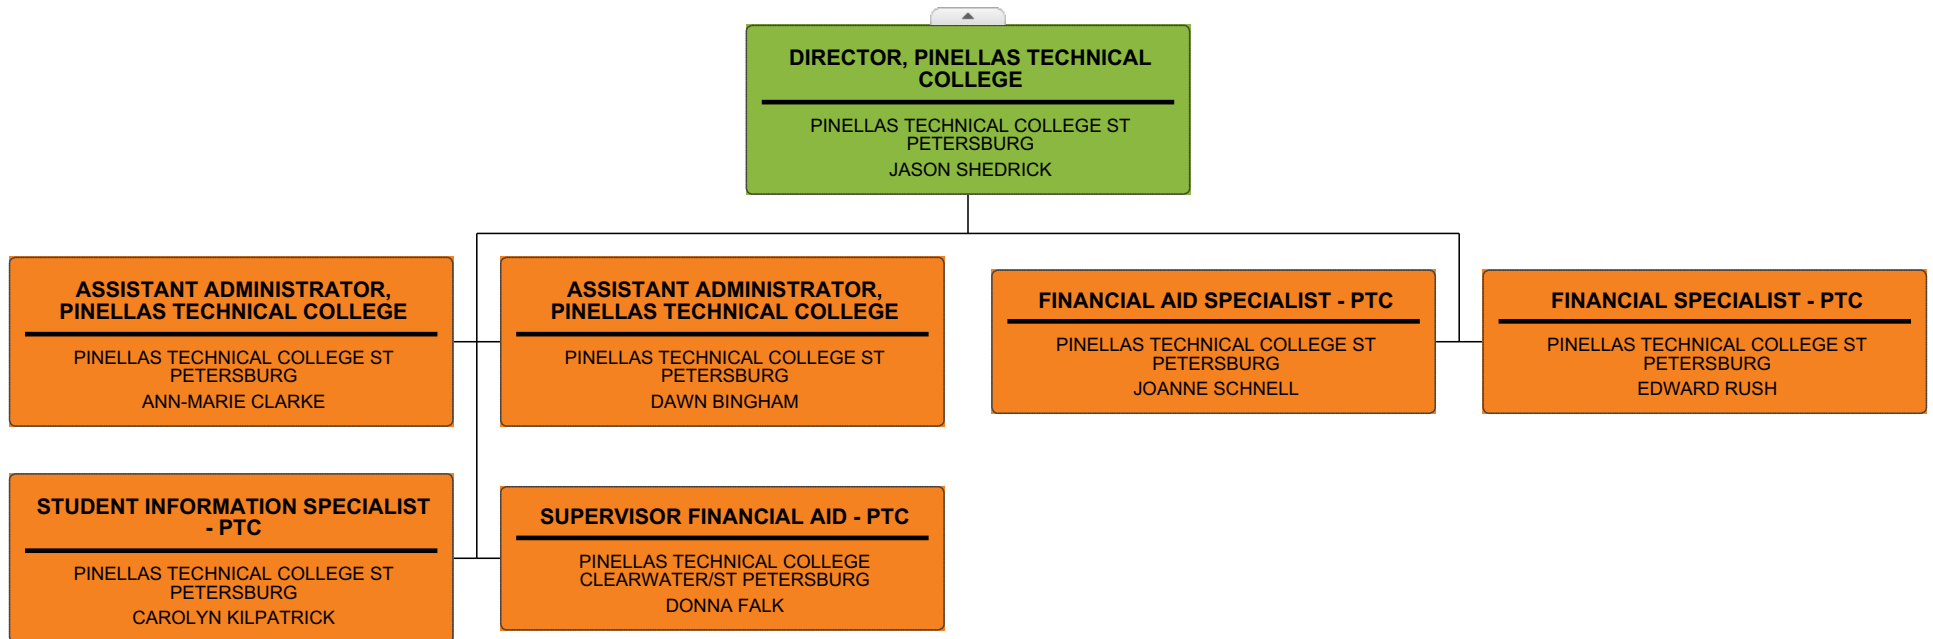 DIRECTOR, PINELLAS TECHNICAL
COLLEGE
PINELLAS TECHNICAL COLLEGE ST
PETERSBURG
JASON SHEDRICK
ASSISTANT ADMINISTRATOR,
PINELLAS TECHNICAL COLLEGE
PINELLAS TECHNICAL COLLEGE ST
PETERSBURG
ANN-MARIE CLARKE
ASSISTANT ADMINISTRATOR,
PINELLAS TECHNICAL COLLEGE
PINELLAS TECHNICAL COLLEGE ST
PETERSBURG
DAWN BINGHAM
FINANCIAL AID SPECIALIST - PTC
PINELLAS TECHNICAL COLLEGE ST
PETERSBURG
JOANNE SCHNELL
FINANCIAL SPECIALIST - PTC
PINELLAS TECHNICAL COLLEGE ST
PETERSBURG
EDWARD RUSH
STUDENT INFORMATION SPECIALIST
- PTC
PINELLAS TECHNICAL COLLEGE ST
PETERSBURG
CAROLYN KILPATRICK
SUPERVISOR FINANCIAL AID - PTC
PINELLAS TECHNICAL COLLEGE
CLEARWATER/ST PETERSBURG
DONNA FALK